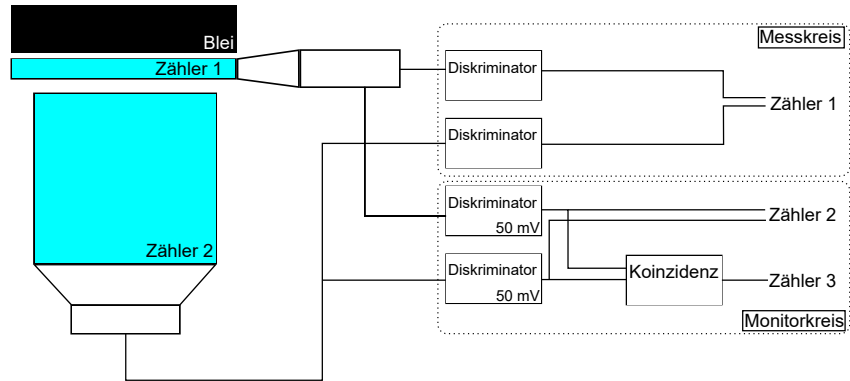 Blei
Zähler 1
Zähler 2
Messkreis
Diskriminator
Zähler 1
Diskriminator
Diskriminator
50 mV
Zähler 2
Diskriminator
50 mV
Koinzidenz
Zähler 3
Monitorkreis